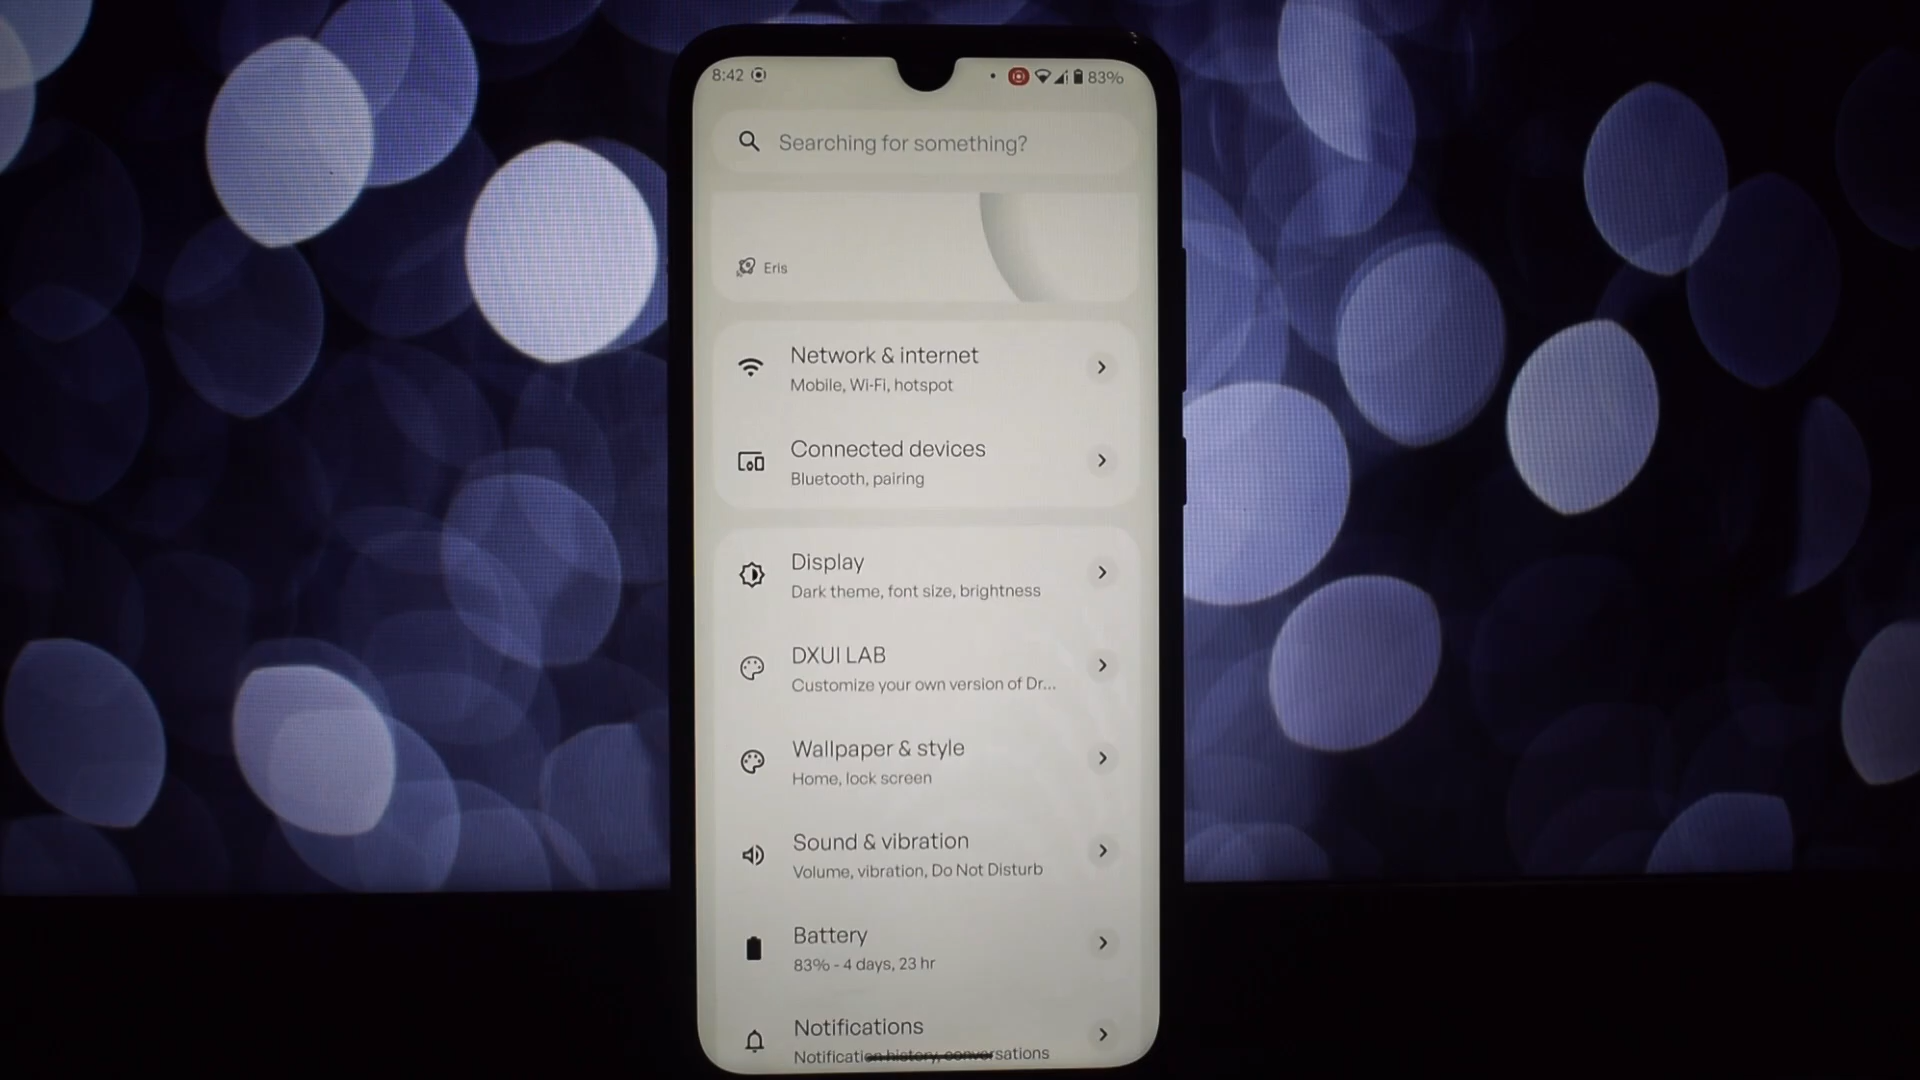 8:42
83%
Searching for something?
Eris
Network & internet
Mobile, Wi-Fi, hotspot
Connected devices
Bluetooth, pairing
Display
Dark theme, font size, brightness
DXUI LAB
Customize your own version of Dr...
Wallpaper & style
Home, lock screen
Sound & vibration
Volume, vibration, Do Not Disturb
Battery
83% - 4 days, 23 hr
Notifications
Notification history, conversations